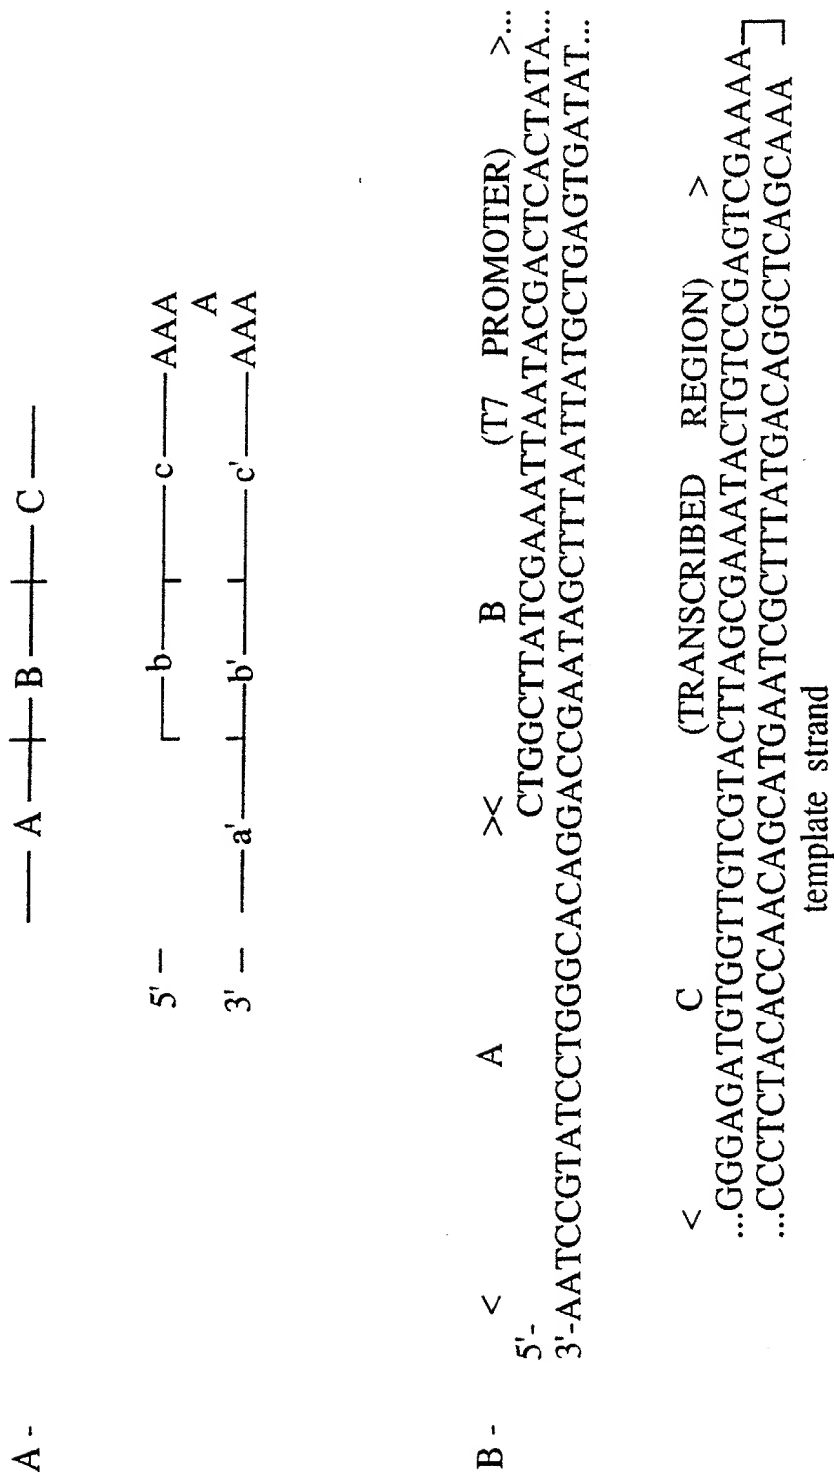 A -
— A — B — C —
5' — b — c — AAA
A
3' — a' — b' — c' — AAA
B -
< A >< B (T7 PROMOTER) >
5'- CTGGCTTATCGAAATTAATACGACTCACTATA...
3'-AATCCGTATCCTGGGCACAGGACCGAATAGCTTTAATTATGCTGAGTGATAT...
< C (TRANSCRIBED REGION) >
...GGGAGATGTGGTTGTCGTACTTAGCGAAATACTGTCCGAGTCGAAAA
...CCCTCTACACCAACAGCATGAATCGCTTTATGACAGGCTCAGCAAA
template strand